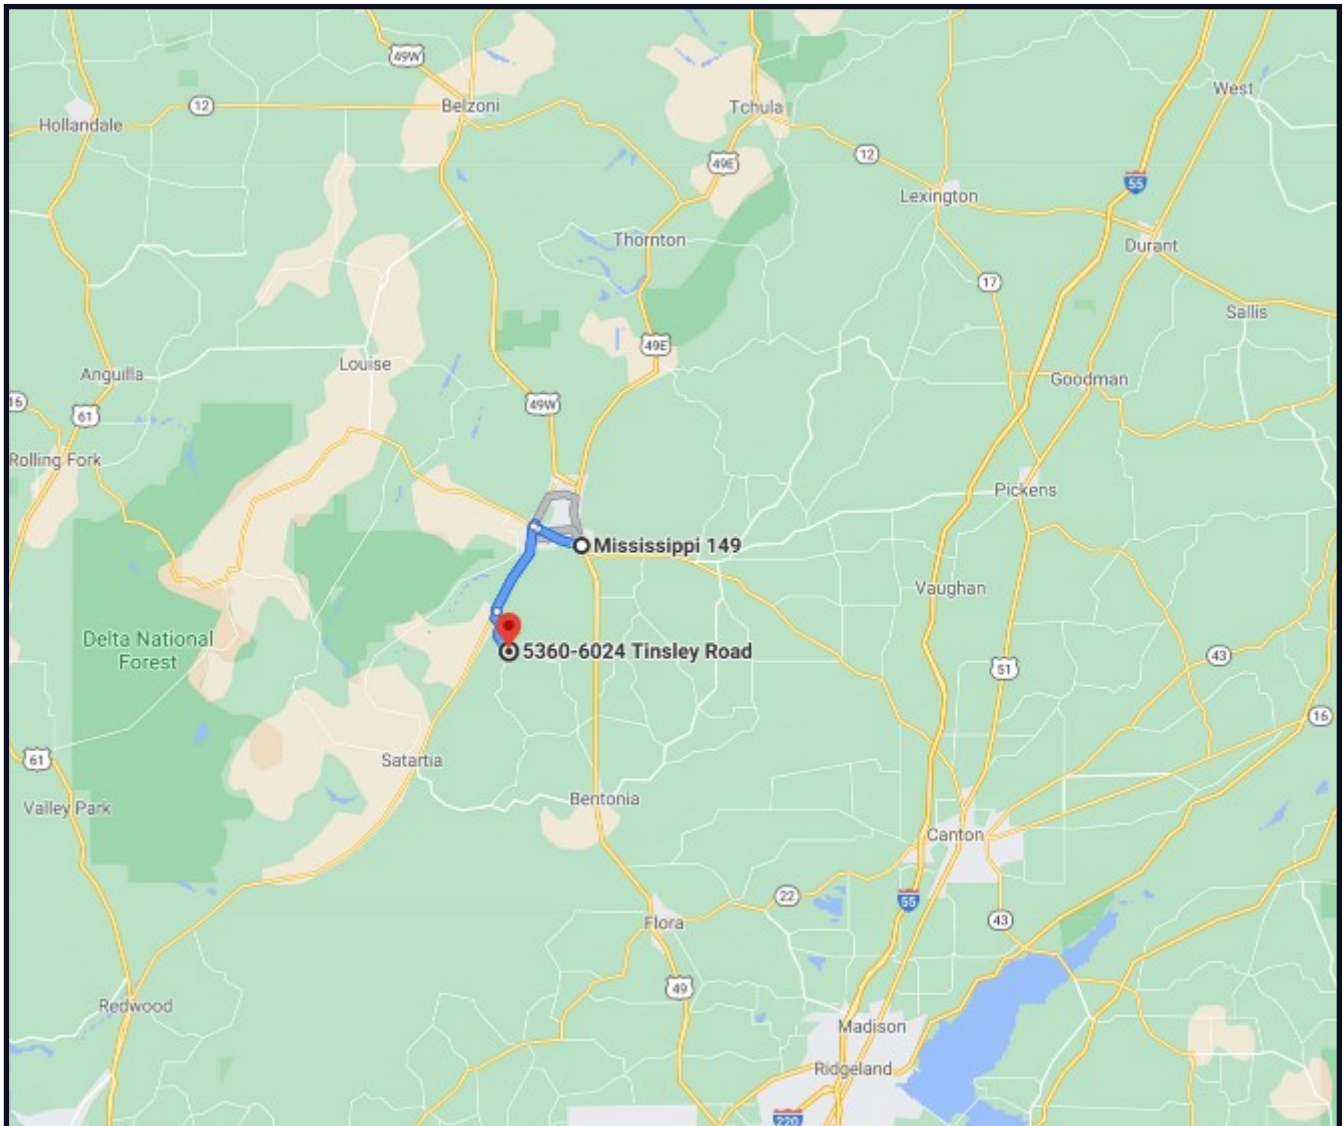 49W
West
Belzoni
Tchula
12
Hollandale
12
49E
55
Lexington
Thornton
Durant
17
Sallis
49E
Louise
Anguilla
Goodman
16
49W
61
Rolling Fork
Pickens
Mississippi 149
Vaughan
Delta National
Forest
5360-6024 Tinsley Road
43
51
16
61
Satartia
Bentonia
Valley Park
Canton
22
55
43
Flora
49
Redwood
Madison
Ridgeland
220